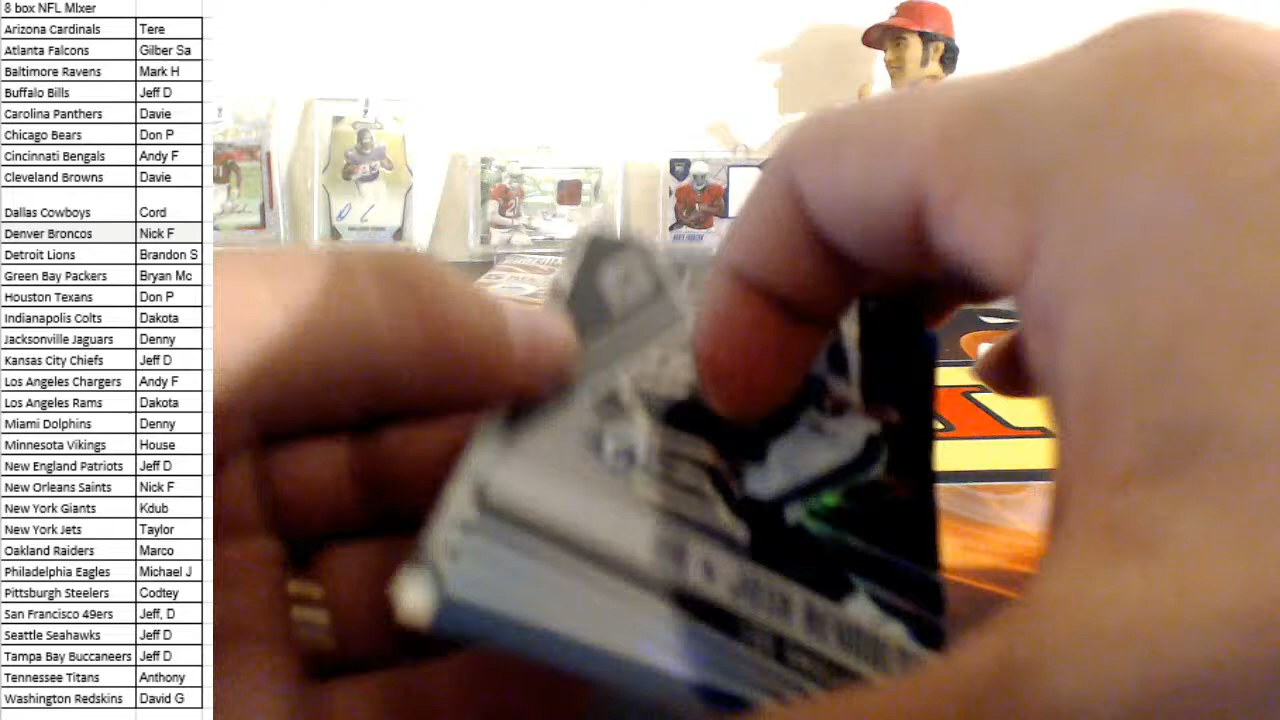 8 box NFL MIxer
Arizona Cardinals Tere
Atlanta Falcons Gilber Sa
Baltimore Ravens Mark H
Buffalo Bills Jeff D
Carolina Panthers Davie
Chicago Bears Don P
Cincinnati Bengals Andy F
Cleveland Browns Davie
Dallas Cowboys Cord
Denver Broncos Nick F
Detroit Lions Brandon S
Green Bay Packers Bryan Mc
Houston Texans Don P
Indianapolis Colts Dakota
Jacksonville Jaguars Denny
Kansas City Chiefs Jeff D
Los Angeles Chargers Andy F
Los Angeles Rams Dakota
Miami Dolphins Denny
Minnesota Vikings House
New England Patriots Jeff D
New Orleans Saints Nick F
New York Giants Kdub
New York Jets Taylor
Oakland Raiders Marco
Philadelphia Eagles Michael J
Pittsburgh Steelers Codtey
San Francisco 49ers Jeff, D
Seattle Seahawks Jeff D
Tampa Bay Buccaneers Jeff D
Tennessee Titans Anthony
Washington Redskins David G